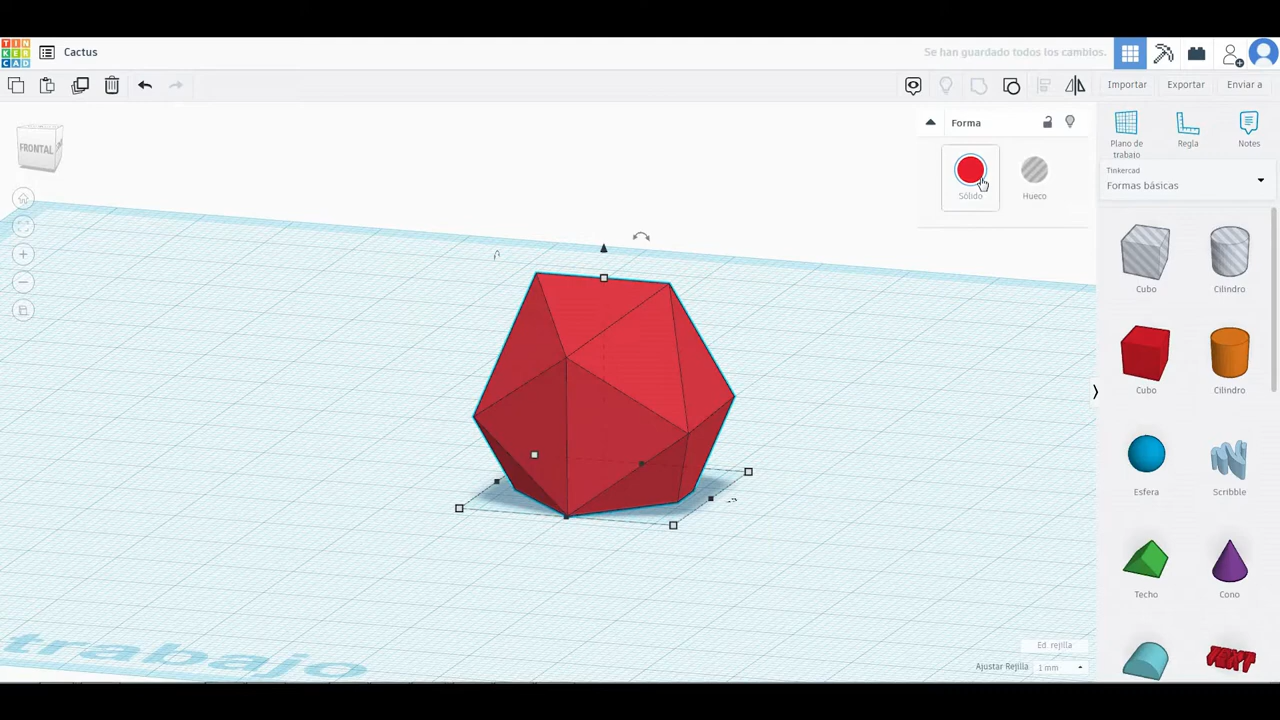 TIN
KER
CAD
Cactus
Se han guardado todos los cambios.
Importar
Exportar
Enviar a
FRONTAL
Forma
Sólido
Hueco
Plano de
trabajo
Regla
Notes
Tinkercad
Formas básicas
Cubo
Cilindro
Cubo
Cilindro
Esfera
Scribble
Techo
Cono
TEXT
trabajo
Ed. rejilla
Ajustar Rejilla
1 mm